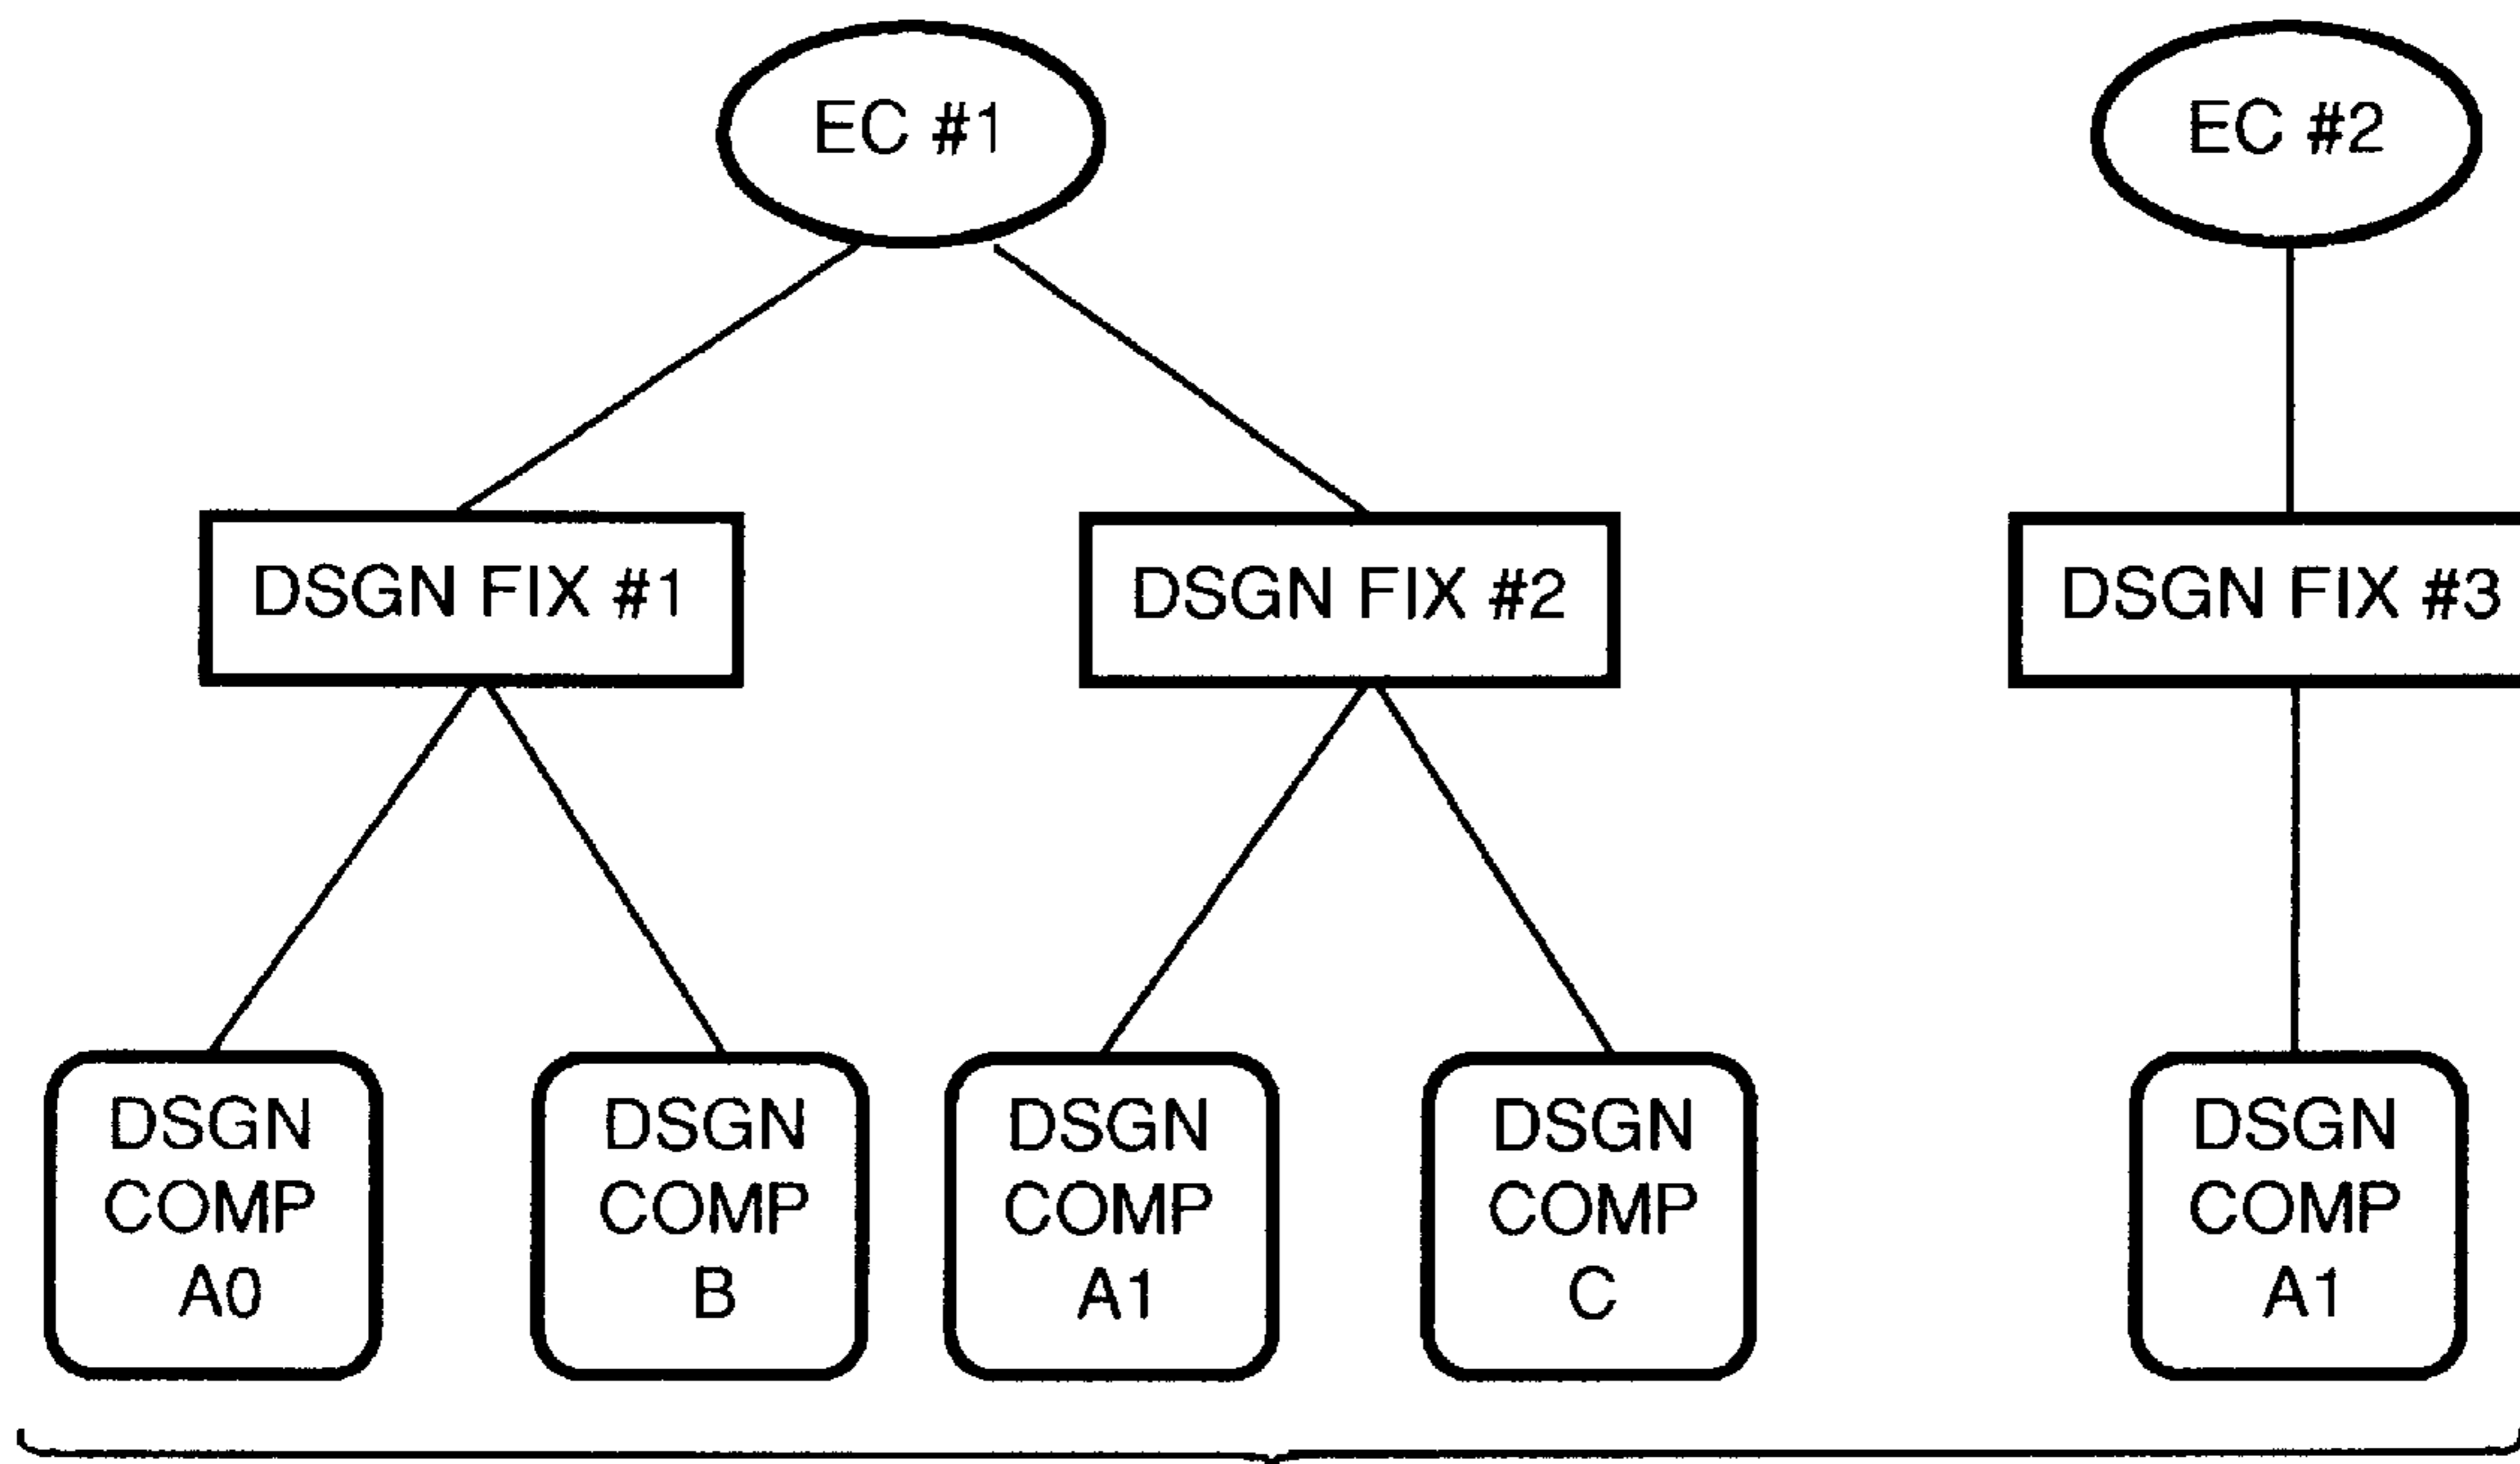 EC #1
EC #2
DSGN FIX #1
DSGN FIX #2
DSGN FIX #3
DSGN
COMP
A0
DSGN
COMP
B
DSGN
COMP
A1
DSGN
COMP
C
DSGN
COMP
A1